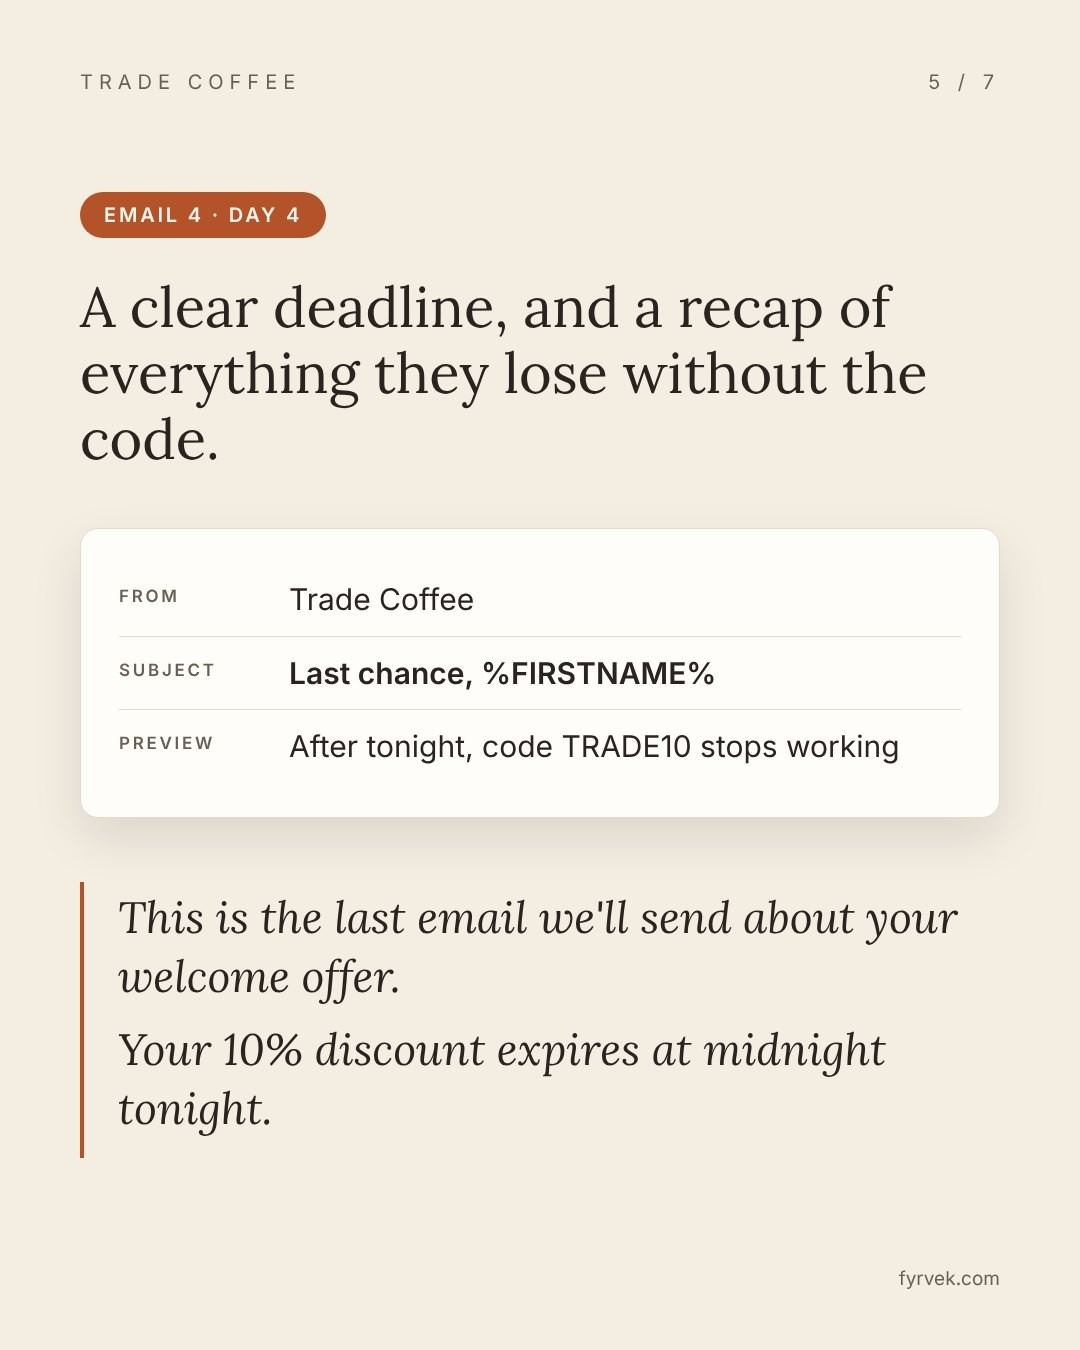 TRADE COFFEE
5 / 7
EMAIL 4 · DAY 4
A clear deadline, and a recap of
everything they lose without the
code.
FROM Trade Coffee
SUBJECT Last chance, %FIRSTNAME%
PREVIEW After tonight, code TRADE10 stops working
This is the last email we'll send about your
welcome offer.
Your 10% discount expires at midnight
tonight.
fyrvek.com